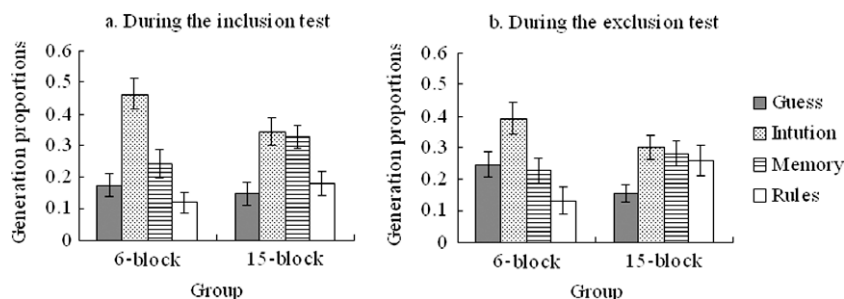 a. During the inclusion test
Generation proportions
0.6
0.5
0.4
0.3
0.2
0.1
0
6-block
15-block
Group
b. During the exclusion test
Generation proportions
0.6
0.5
0.4
0.3
0.2
0.1
0
6-block
15-block
Group
Guess
Intution
Memory
Rules